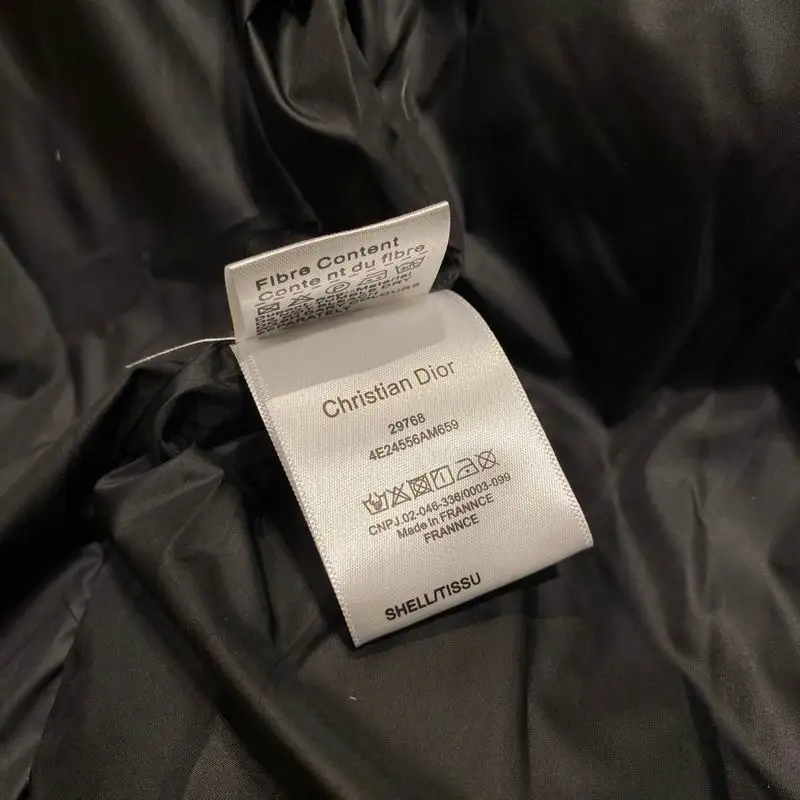 Fibre Content
Conte nt du fibre
Christian Dior
29768
4E24556AM659
CNPJ.02-046-336/0003-099
Made in FRANNCE
FRANNCE
SHELL/TISSU